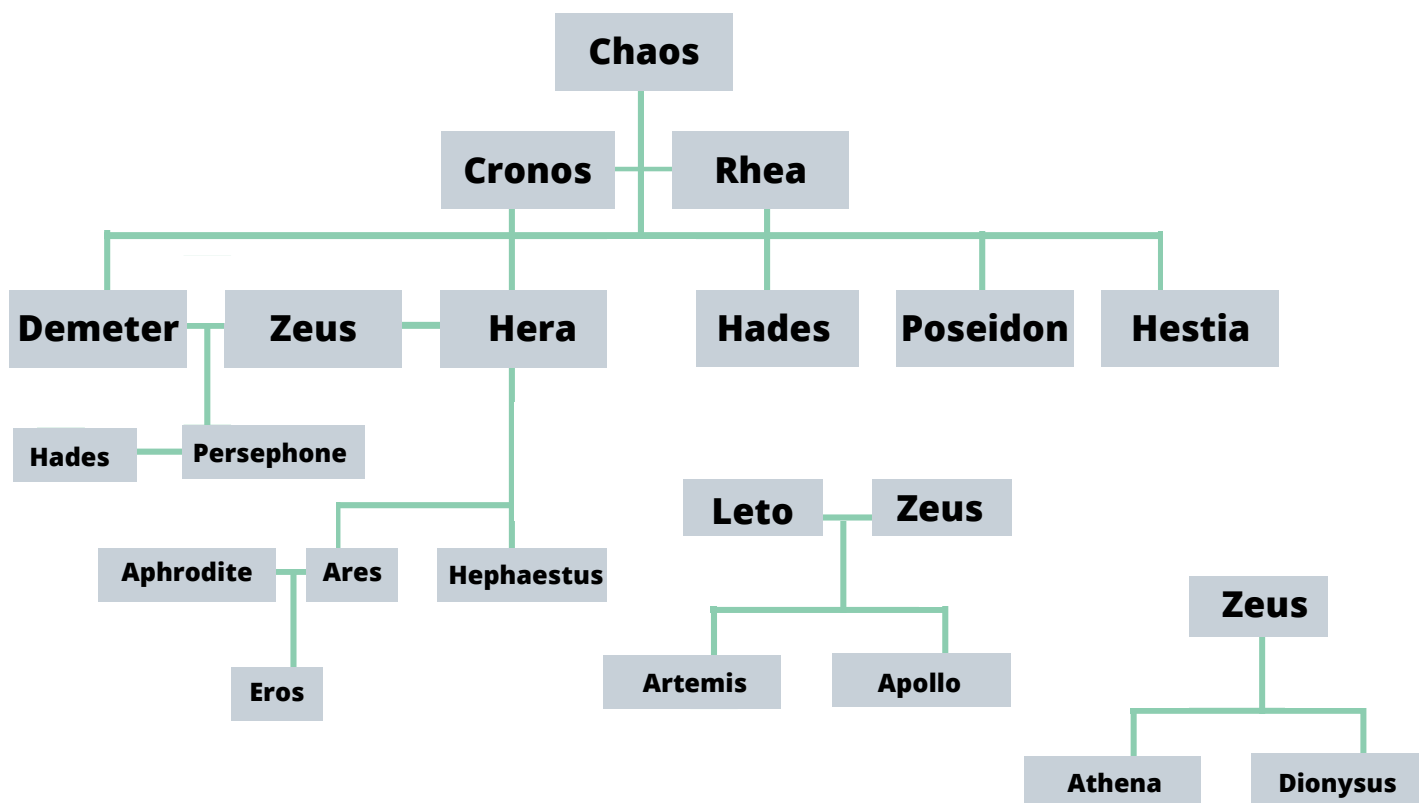 Chaos
Cronos
Rhea
Demeter
Zeus
Hera
Hades
Poseidon
Hestia
Hades
Persephone
Leto
Zeus
Aphrodite
Ares
Hephaestus
Zeus
Artemis
Apollo
Eros
Athena
Dionysus